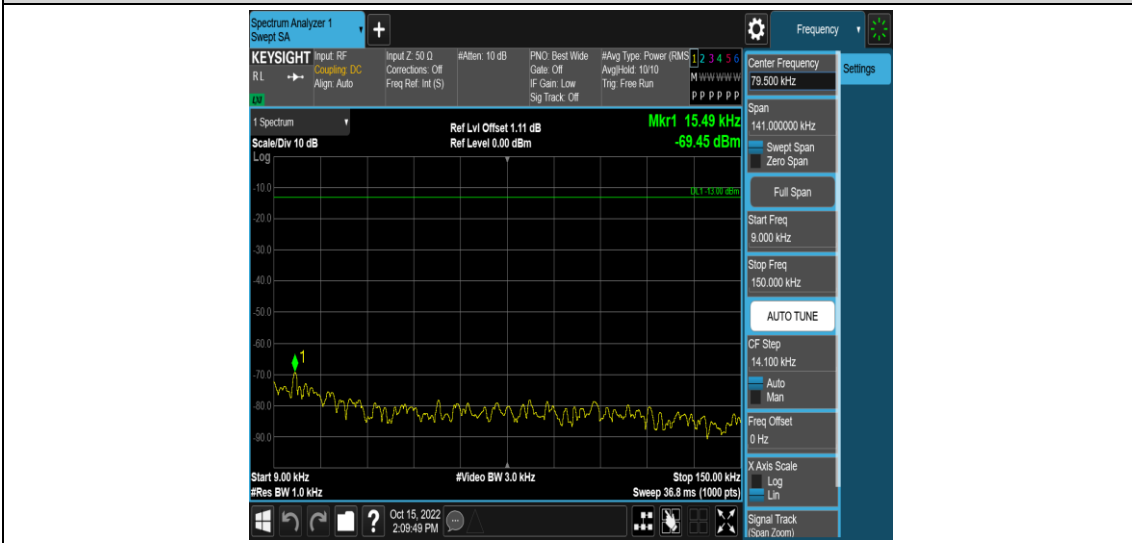 Spectrum Analyzer 1
Swept SA
+
Frequency
KEYSIGHT
RL
LXI
Input: RF
Coupling: DC
Align: Auto
Input Z: 50 Ω
Corrections: Off
Freq Ref: Int (S)
#Atten: 10 dB
PNO: Best Wide
Gate: Off
IF Gain: Low
Sig Track: Off
#Avg Type: Power (RMS
Avg|Hold: 10/10
Trig: Free Run
1 2 3 4 5 6
M W W W W W
P P P P P P
Center Frequency
79.500 kHz
Settings
Span
141.000000 kHz
Swept Span
Zero Span
Full Span
Start Freq
9.000 kHz
Stop Freq
150.000 kHz
AUTO TUNE
CF Step
14.100 kHz
Auto
Man
Freq Offset
0 Hz
X Axis Scale
Log
Lin
Signal Track
(Span Zoom)
1 Spectrum
Scale/Div 10 dB
Log
Ref Lvl Offset 1.11 dB
Ref Level 0.00 dBm
Mkr1 15.49 kHz
-69.45 dBm
DL1 -13.00 dBm
-10.0
-20.0
-30.0
-40.0
-50.0
-60.0
-70.0
-80.0
-90.0
1
Start 9.00 kHz
#Res BW 1.0 kHz
#Video BW 3.0 kHz
Stop 150.00 kHz
Sweep 36.8 ms (1000 pts)
?
Oct 15, 2022
2:09:49 PM